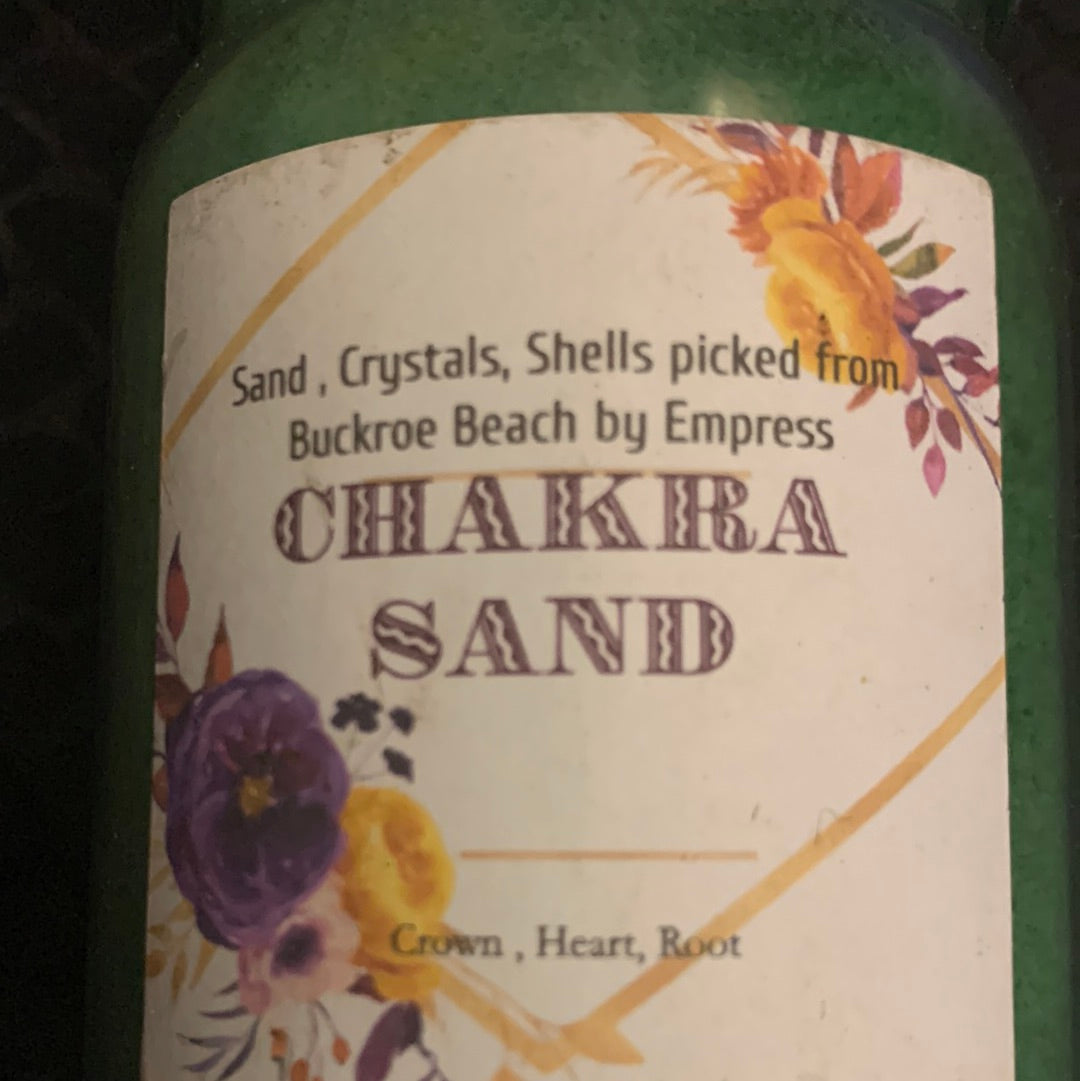 Sand , Crystals, Shells picked from
Buckroe Beach by Empress
CHAKRA
SAND
Crown , Heart, Root